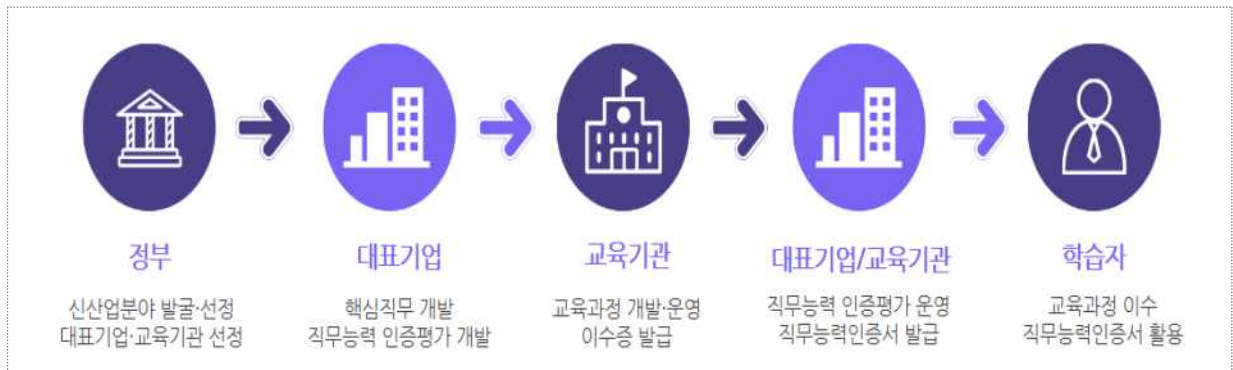 정부
신산업분야 발굴·선정
대표기업·교육기관 선정
대표기업
핵심직무 개발
직무능력 인증평가 개발
교육기관
교육과정 개발·운영
이수증 발급
대표기업/교육기관
직무능력 인증평가 운영
직무능력인증서 발급
학습자
교육과정 이수
직무능력인증서 활용